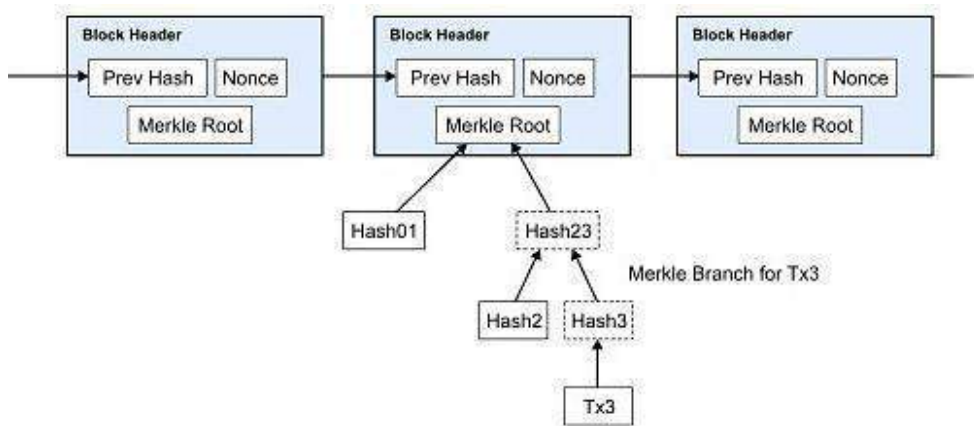 Block Header
Prev Hash Nonce
Merkle Root
Block Header
Prev Hash Nonce
Merkle Root
Block Header
Prev Hash Nonce
Merkle Root
Hash01 Hash23
Merkle Branch for Tx3
Hash2 Hash3
Tx3